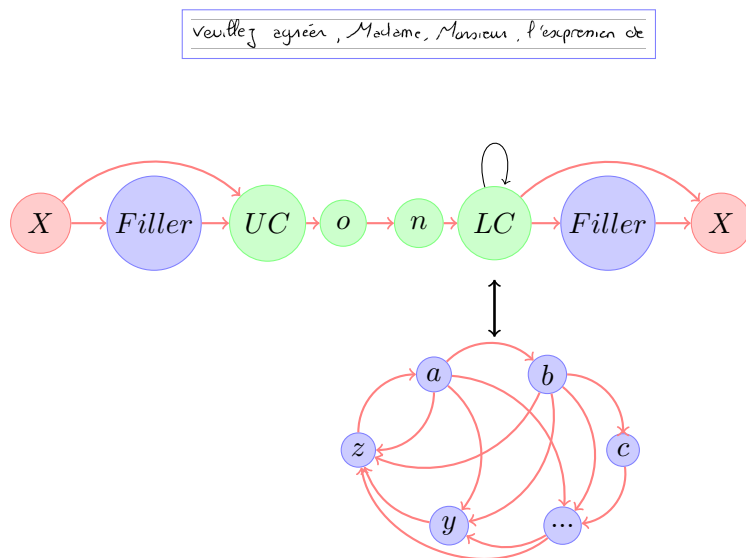 veuillez agréer, Madame, Monsieur, l'expression de
X Filler UC o n LC Filler X
a b
z c
y ...